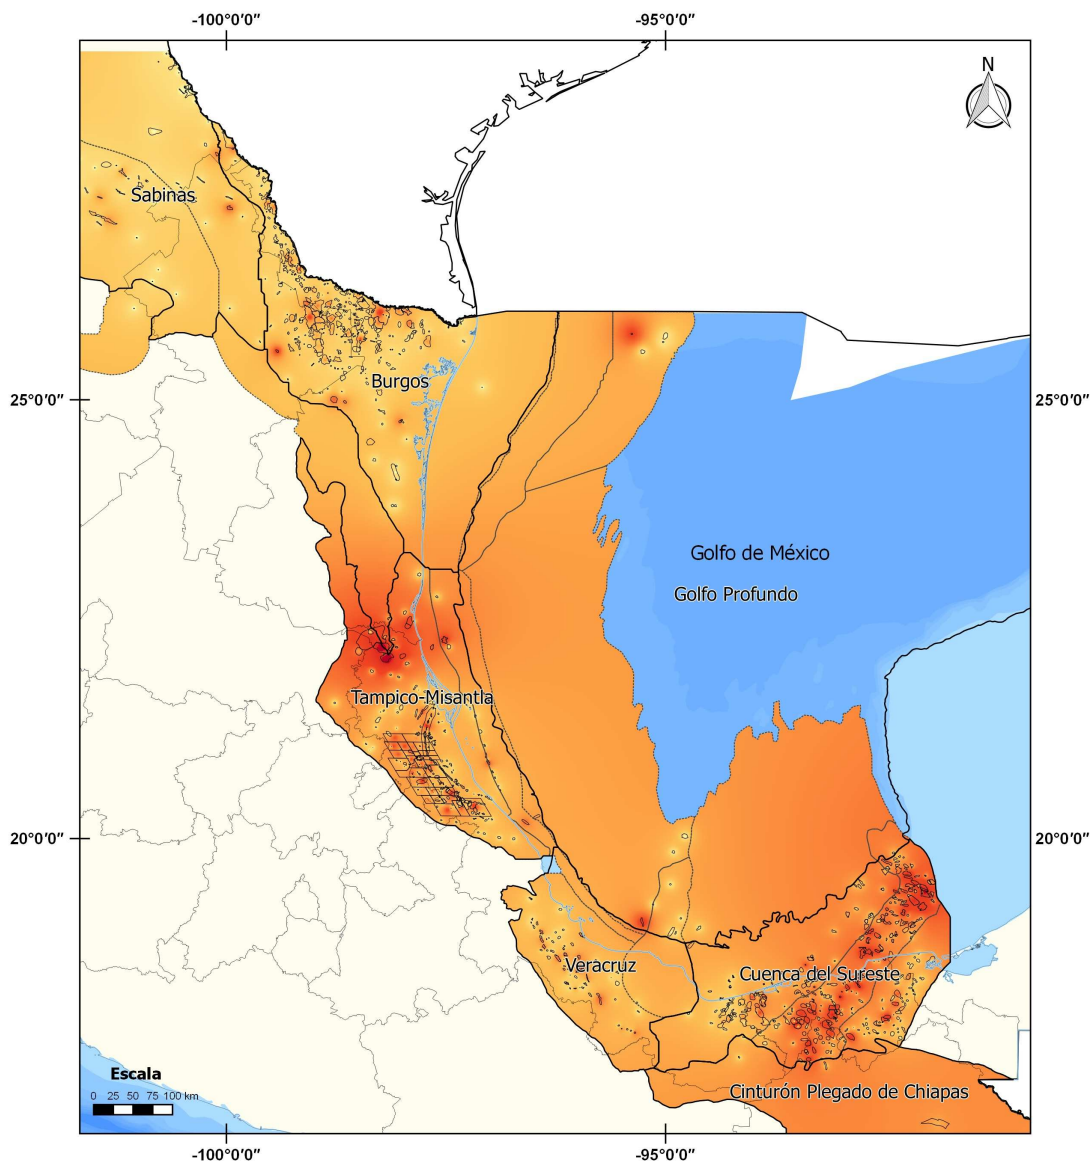 -100°0'0’’
-95°0'0’’
N
Sabinas
Burgos
25°0'0’’
25°0'0’’
Golfo de México
Golfo Profundo
Tampico-Misantla
20°0'0’’
20°0'0’’
Veracruz
Cuenca del Sureste
Escala
0 25 50 75 100 km
Cinturón Plegado de Chiapas
-100°0'0’’
-95°0'0’’